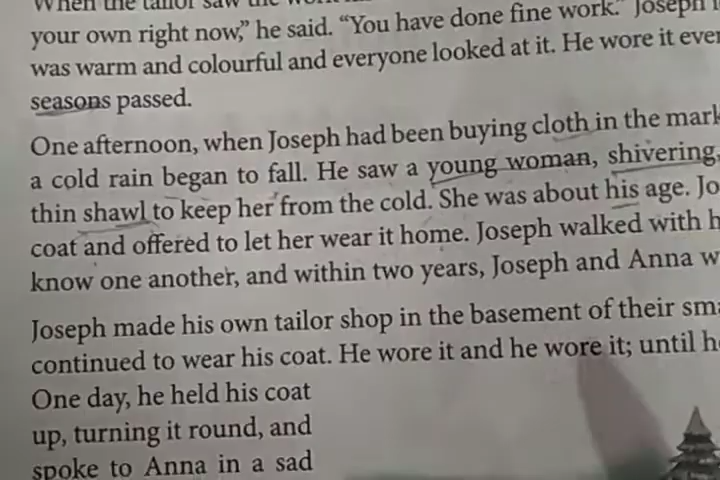 When the tailor saw the
your own right now," he said. "You have done fine work." Joseph
was warm and colourful and everyone looked at it. He wore it
seasons passed.
One afternoon, when Joseph had been buying cloth in the
a cold rain began to fall. He saw a young woman, shivering,
thin shawl to keep her from the cold. She was about his age.
coat and offered to let her wear it home. Joseph walked with
know one another, and within two years, Joseph and Anna
Joseph made his own tailor shop in the basement of their
continued to wear his coat. He wore it and he wore it; until
One day, he held his coat
up, turning it round, and
spoke to Anna in a sad